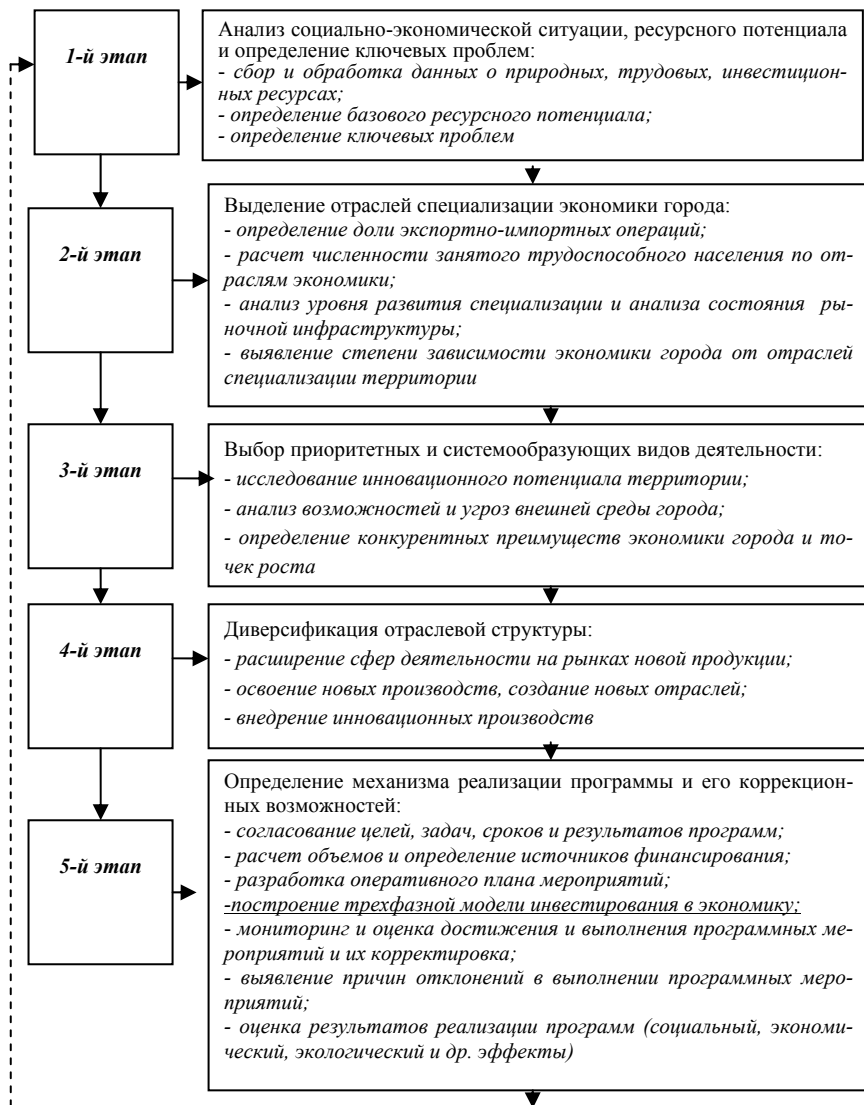 1-й этап
Анализ социально-экономической ситуации, ресурсного потенциала
и определение ключевых проблем:
- сбор и обработка данных о природных, трудовых, инвестицион-
ных ресурсах;
- определение базового ресурсного потенциала;
- определение ключевых проблем
2-й этап
Выделение отраслей специализации экономики города:
- определение доли экспортно-импортных операций;
- расчет численности занятого трудоспособного населения по от-
раслям экономики;
- анализ уровня развития специализации и анализа состояния ры-
ночной инфраструктуры;
- выявление степени зависимости экономики города от отраслей
специализации территории
3-й этап
Выбор приоритетных и системообразующих видов деятельности:
- исследование инновационного потенциала территории;
- анализ возможностей и угроз внешней среды города;
- определение конкурентных преимуществ экономики города и то-
чек роста
4-й этап
Диверсификация отраслевой структуры:
- расширение сфер деятельности на рынках новой продукции;
- освоение новых производств, создание новых отраслей;
- внедрение инновационных производств
5-й этап
Определение механизма реализации программы и его коррекцион-
ных возможностей:
- согласование целей, задач, сроков и результатов программ;
- расчет объемов и определение источников финансирования;
- разработка оперативного плана мероприятий;
-построение трехфазной модели инвестирования в экономику;
- мониторинг и оценка достижения и выполнения программных ме-
роприятий и их корректировка;
- выявление причин отклонений в выполнении программных меро-
приятий;
- оценка результатов реализации программ (социальный, экономи-
ческий, экологический и др. эффекты)